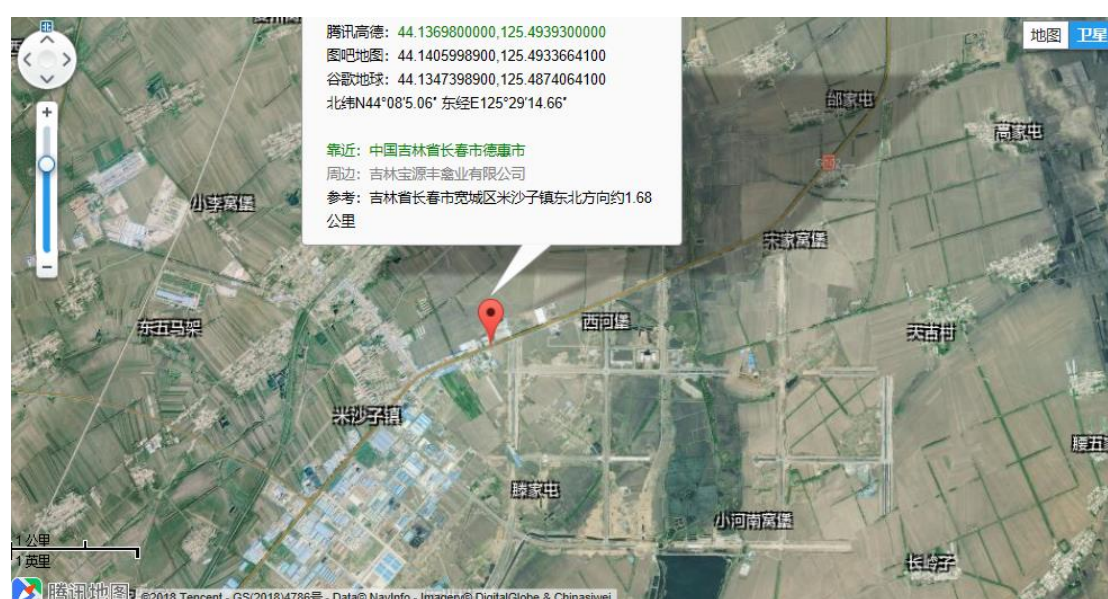 北
腾讯高德：44.1369800000,125.4939300000
图吧地图：44.1405998900,125.4933664100
谷歌地球：44.1347398900,125.4874064100
北纬N44°08'5.06" 东经E125°29'14.66"
靠近：中国吉林省长春市德惠市
周边：吉林宝源丰禽业有限公司
参考：吉林省长春市宽城区米沙子镇东北方向约1.68
公里
地图 卫星
+
-
邰家屯
高家屯
小李窝堡
宋家窝堡
东五马架
西河堡
天吉村
米沙子镇
腰五
滕家屯
小河南窝堡
长岭子
1 公里
1 英里
腾讯地图 ©2018 Tencent - GS(2018)4786号 - Data© NavInfo - Imagery© DigitalGlobe & Chinasiwei